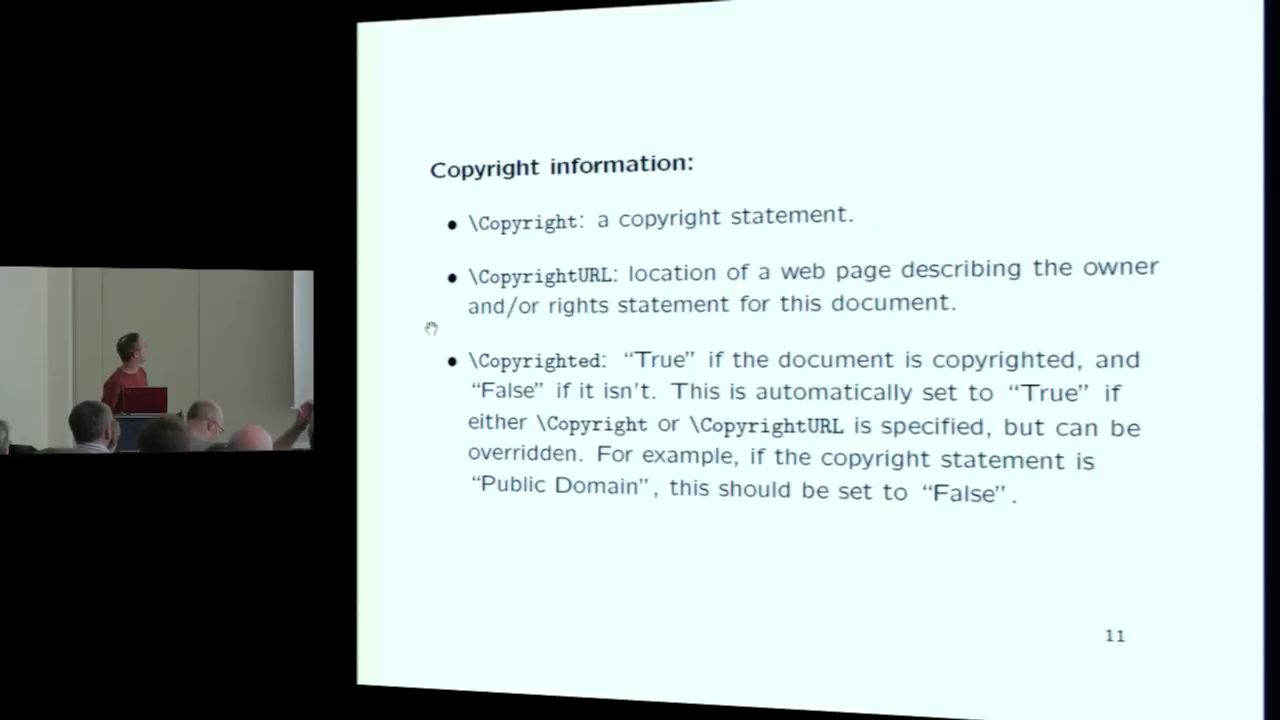 Copyright information:
• \Copyright: a copyright statement.
• \CopyrightURL: location of a web page describing the owner
and/or rights statement for this document.
• \Copyrighted: “True” if the document is copyrighted, and
“False” if it isn't. This is automatically set to “True” if
either \Copyright or \CopyrightURL is specified, but can be
overridden. For example, if the copyright statement is
“Public Domain”, this should be set to “False”.
11